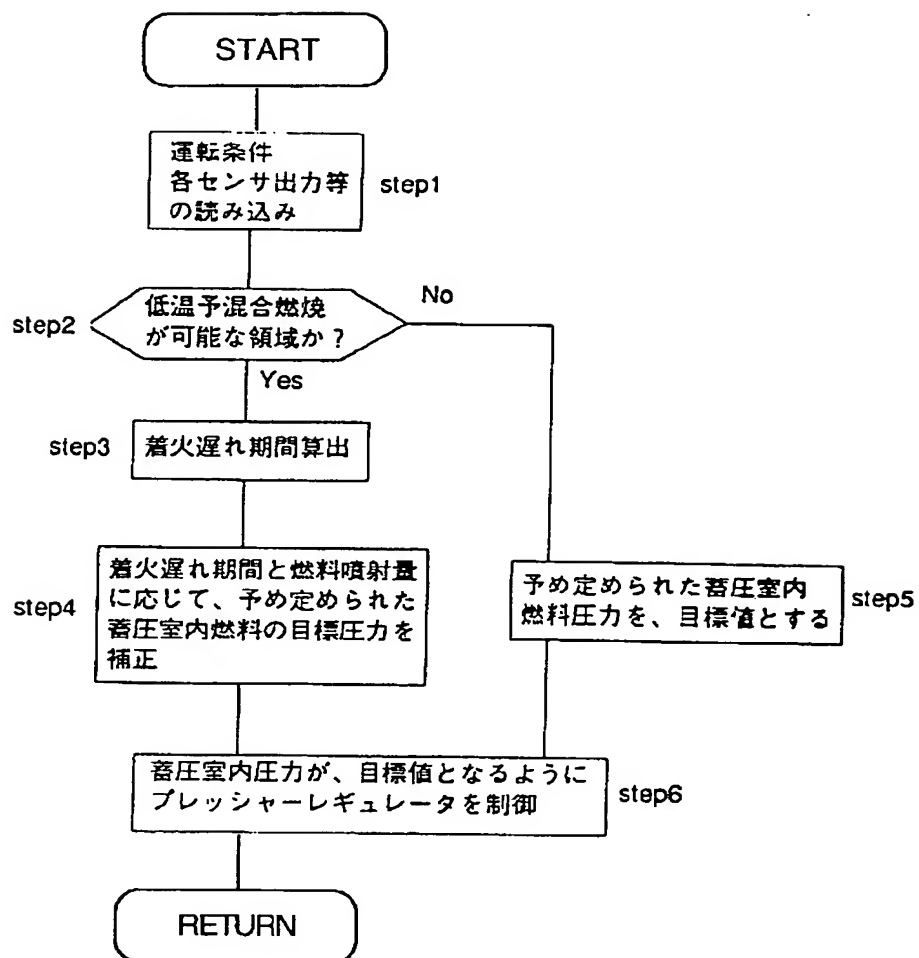 START
運転条件
各センサ出力等
の読み込み
step1
低温予混合燃焼
が可能な領域か？
step2
No
Yes
step3
着火遅れ期間算出
着火遅れ期間と燃料噴射量
に応じて、予め定められた
蓄圧室内燃料の目標圧力を
補正
step4
予め定められた蓄圧室内
燃料圧力を、目標値とする
step5
蓄圧室内圧力が、目標値となるように
プレッシャーレギュレータを制御
step6
RETURN